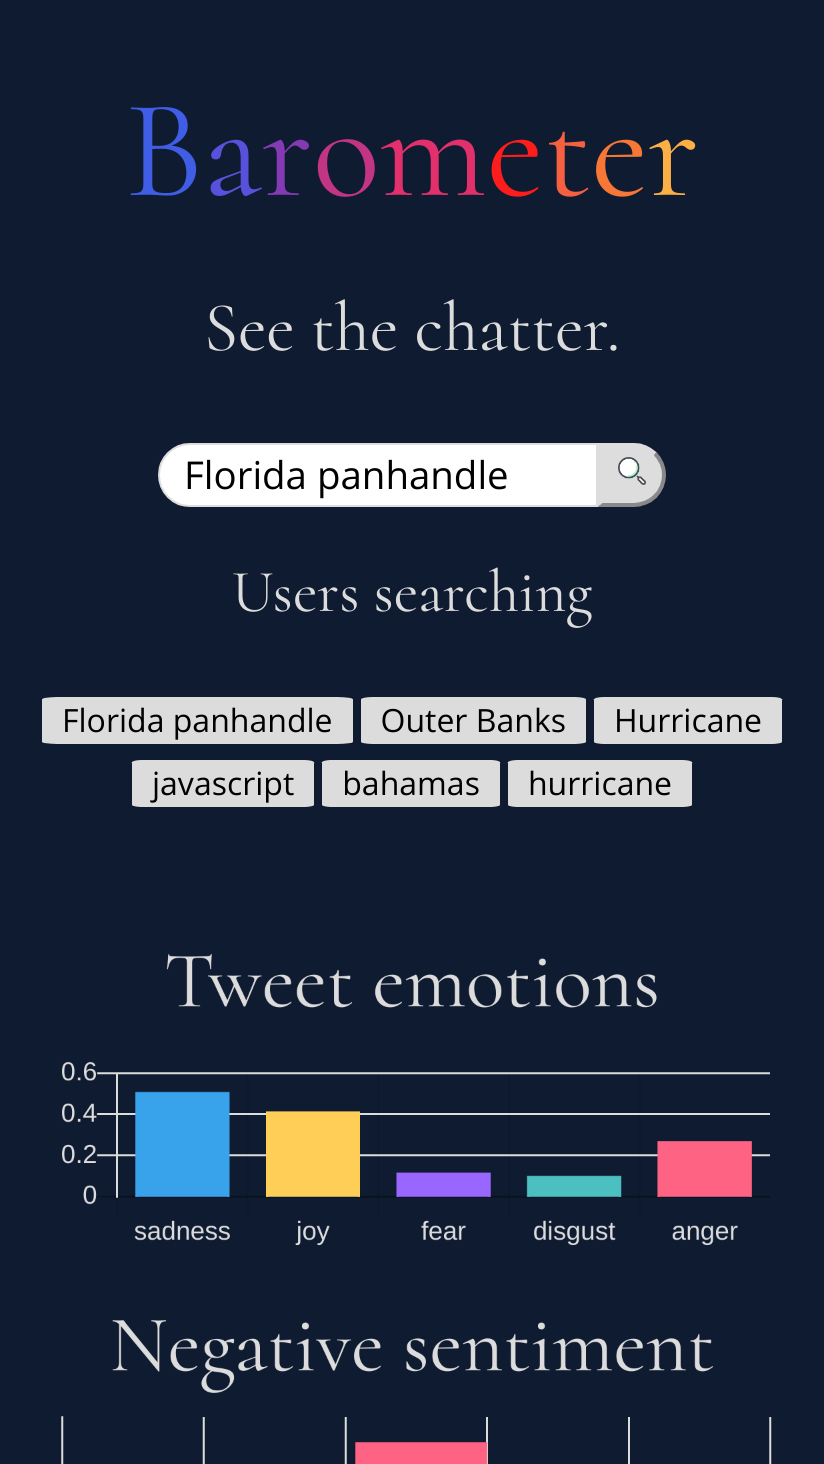 Barometer
See the chatter.
Florida panhandle
Users searching
Florida panhandle Outer Banks Hurricane
javascript bahamas hurricane
Tweet emotions
0.6
0.4
0.2
0
sadness joy fear disgust anger
Negative sentiment